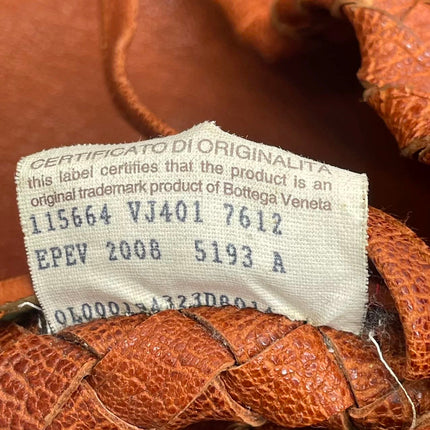 CERTIFICATO DI ORIGINALITA
this label certifies that the product is an
original trademark product of Bottega Veneta
115664 VJ401 7612
EPEV 2008 5193 A